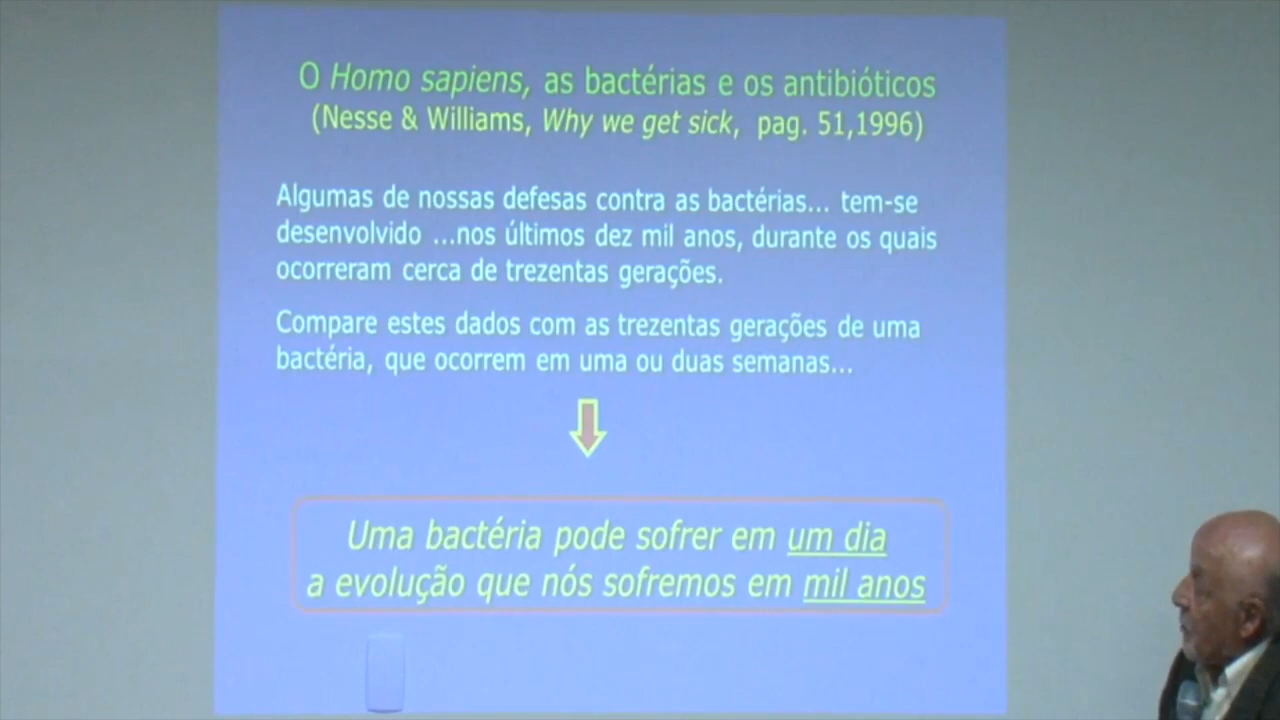 O Homo sapiens, as bactérias e os antibióticos
(Nesse & Williams, Why we get sick, pag. 51,1996)
Algumas de nossas defesas contra as bactérias... tem-se
desenvolvido ...nos últimos dez mil anos, durante os quais
ocorreram cerca de trezentas gerações.
Compare estes dados com as trezentas gerações de uma
bactéria, que ocorrem em uma ou duas semanas...
Uma bactéria pode sofrer em um dia
a evolução que nós sofremos em mil anos